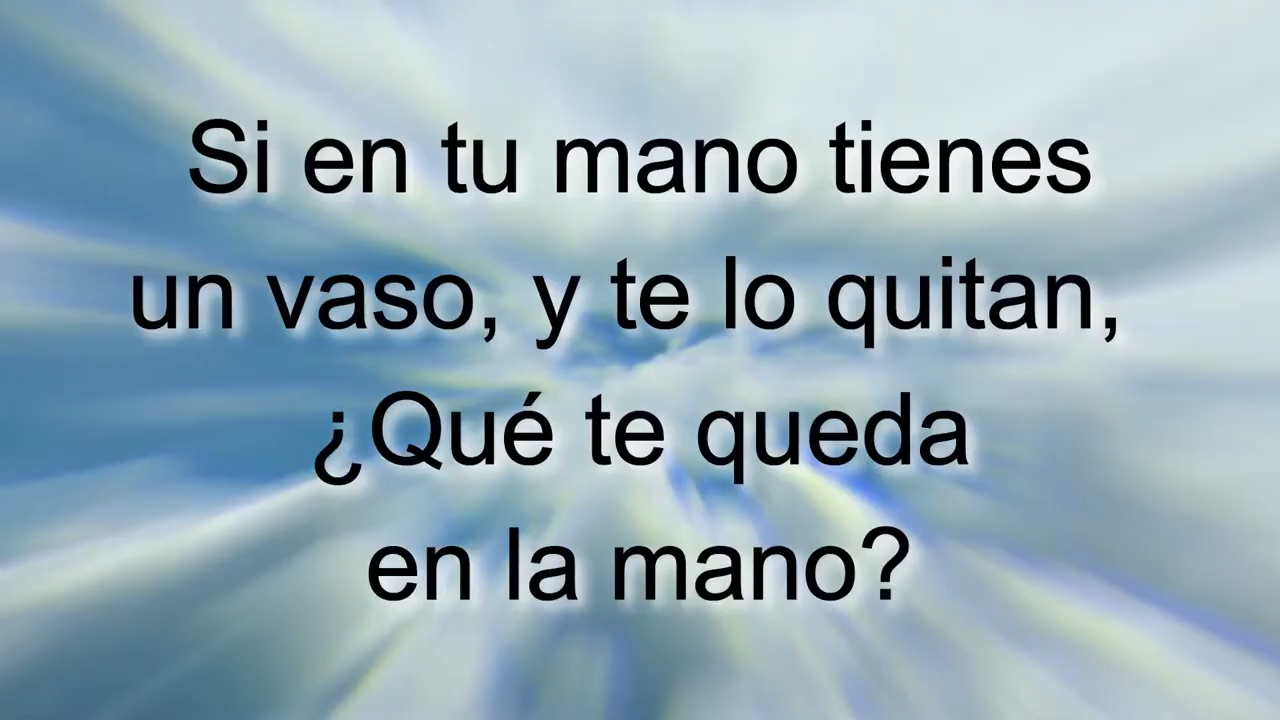 Si en tu mano tienes
un vaso, y te lo quitan,
¿Qué te queda
en la mano?